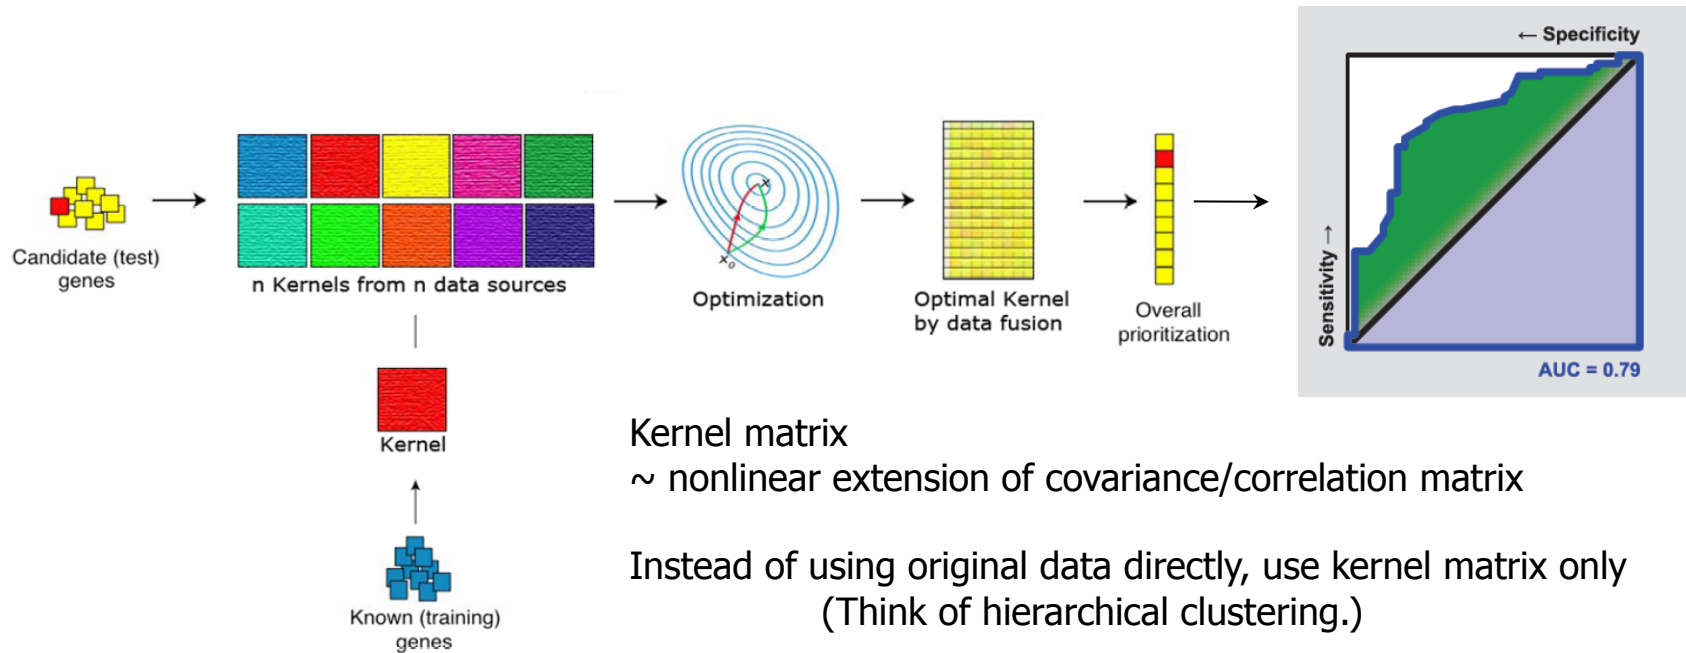 ← Specificity
Sensitivity →
AUC = 0.79
Candidate (test)
genes
n Kernels from n data sources
x
x₀
Optimization
Optimal Kernel
by data fusion
Overall
prioritization
Kernel
Known (training)
genes
Kernel matrix
~ nonlinear extension of covariance/correlation matrix
Instead of using original data directly, use kernel matrix only
(Think of hierarchical clustering.)